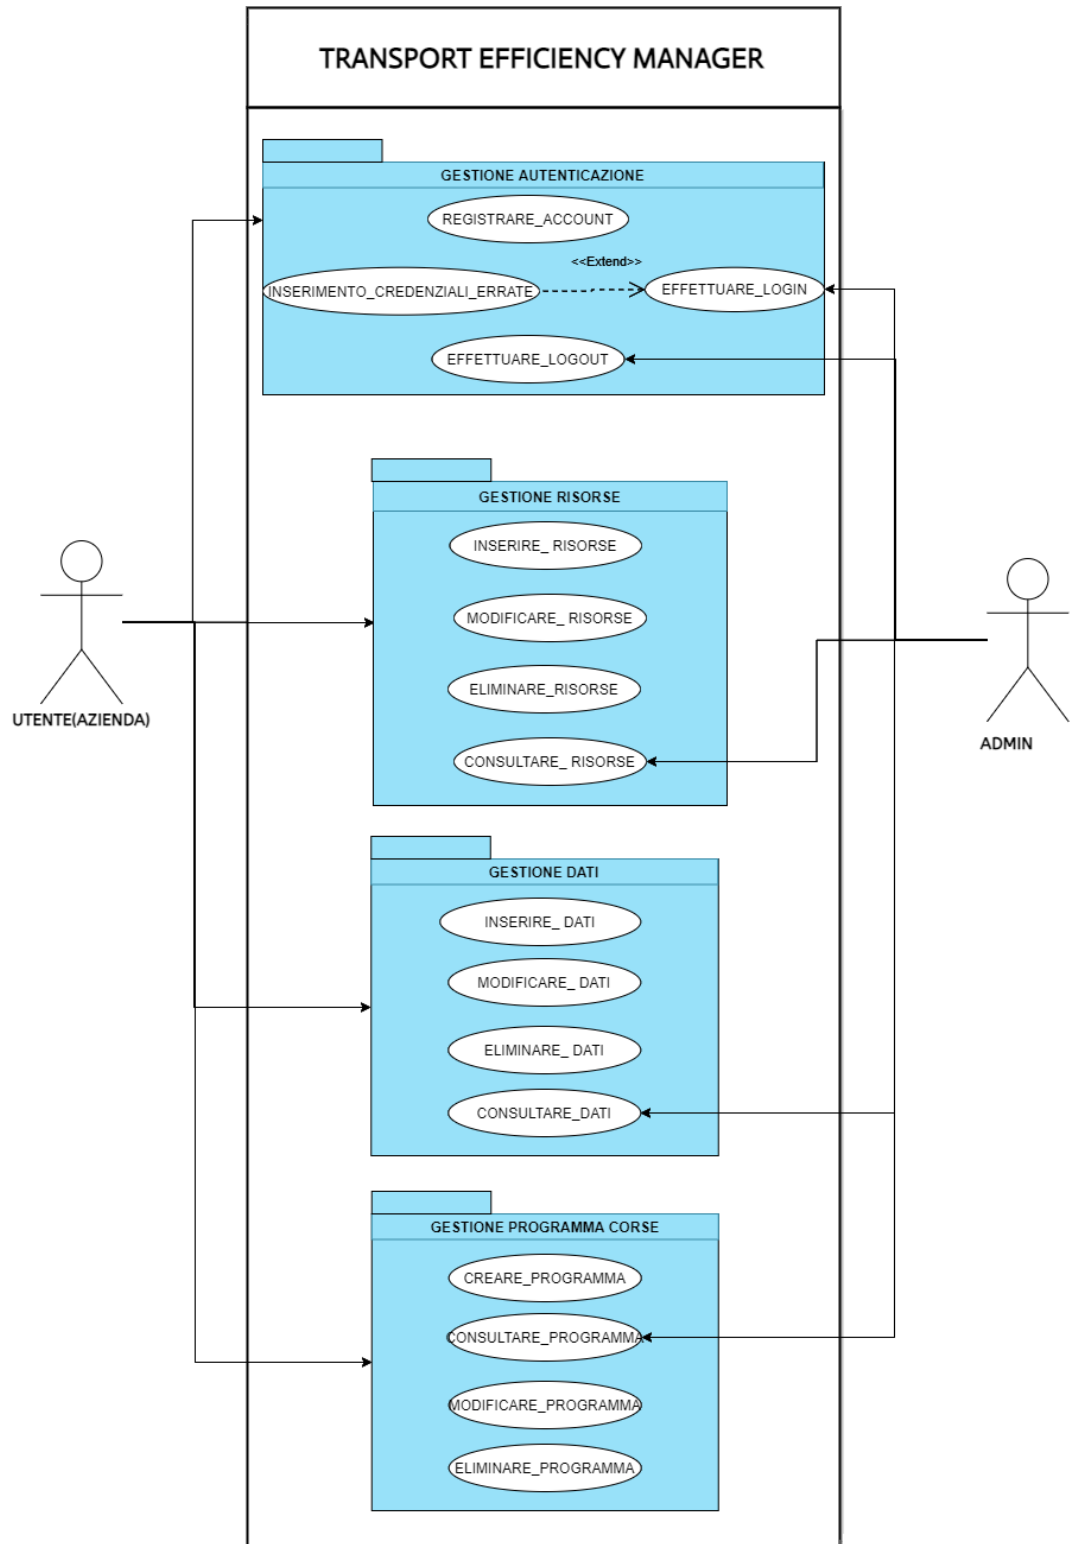 TRANSPORT EFFICIENCY MANAGER
GESTIONE AUTENTICAZIONE
REGISTRARE_ACCOUNT
<<Extend>>
INSERIMENTO_CREDENZIALI_ERRATE
EFFETTUARE_LOGIN
EFFETTUARE_LOGOUT
GESTIONE RISORSE
INSERIRE_ RISORSE
MODIFICARE_ RISORSE
ELIMINARE_RISORSE
CONSULTARE_ RISORSE
UTENTE(AZIENDA)
ADMIN
GESTIONE DATI
INSERIRE_ DATI
MODIFICARE_ DATI
ELIMINARE_ DATI
CONSULTARE_DATI
GESTIONE PROGRAMMA CORSE
CREARE_PROGRAMMA
CONSULTARE_PROGRAMMA
MODIFICARE_PROGRAMMA
ELIMINARE_PROGRAMMA